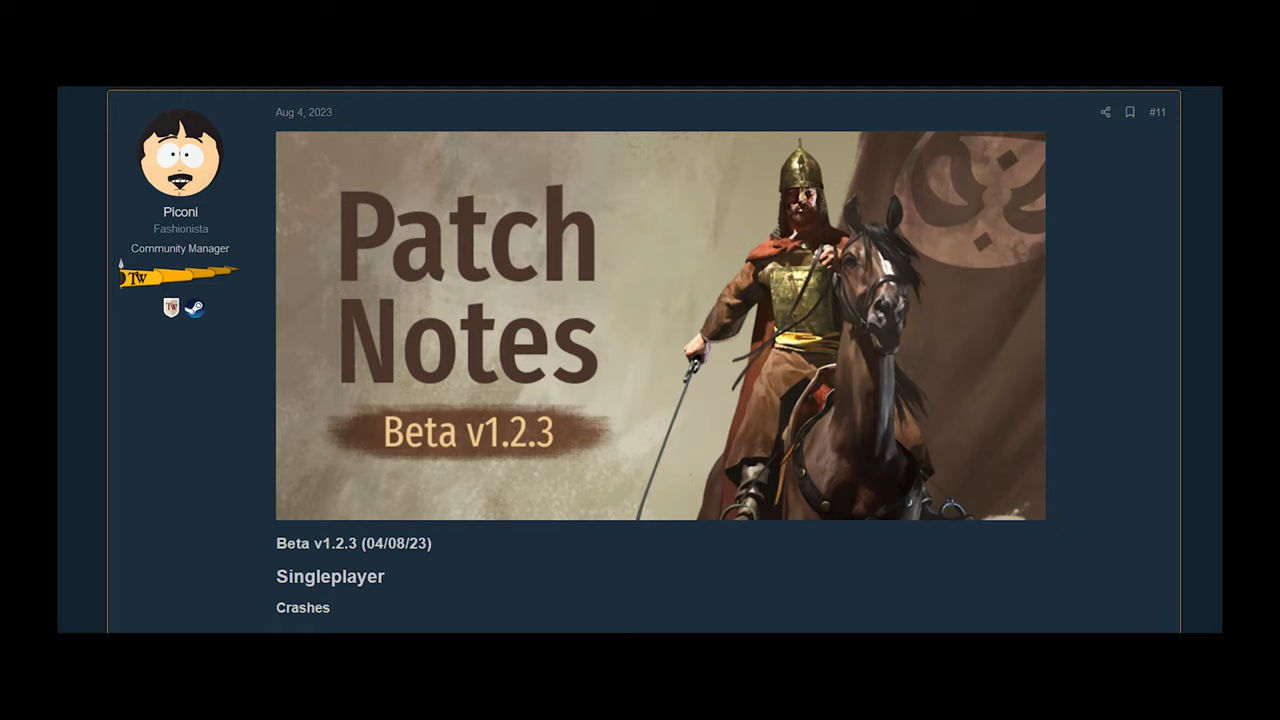 Aug 4, 2023
#11
Patch
Notes
Beta v1.2.3
Piconi
Fashionista
Community Manager
TW
TW
Beta v1.2.3 (04/08/23)
Singleplayer
Crashes